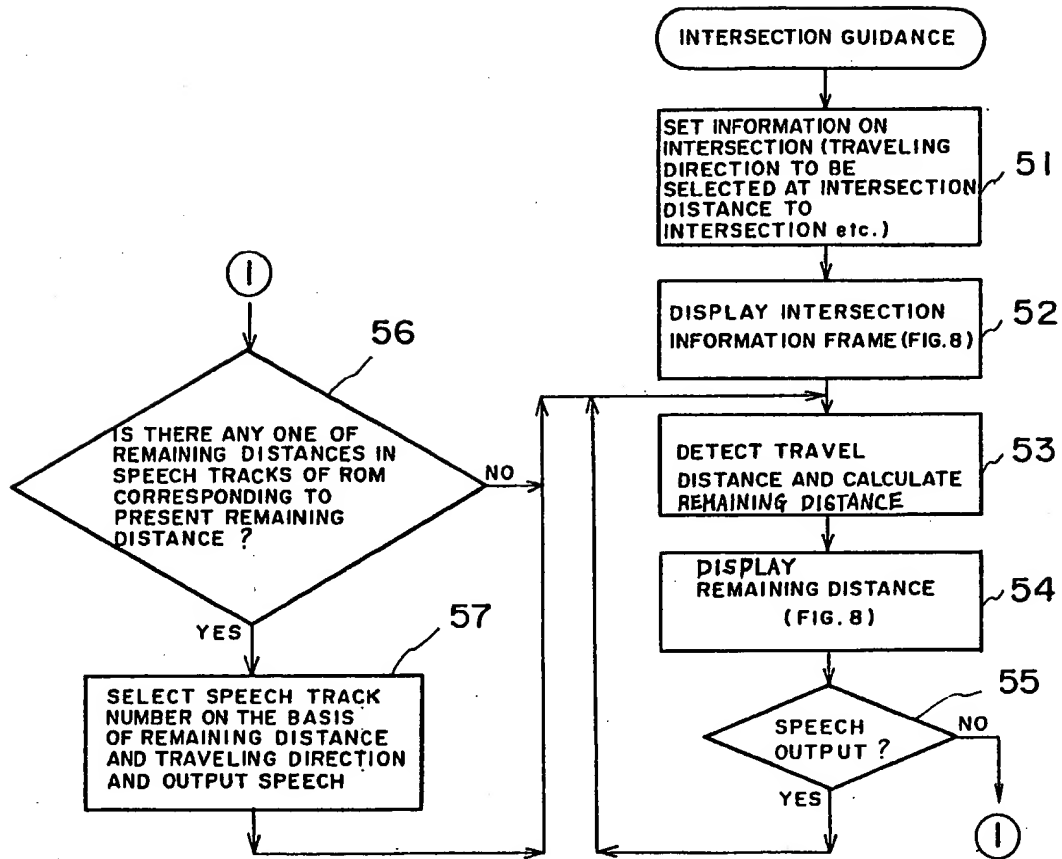 INTERSECTION GUIDANCE
SET INFORMATION ON
INTERSECTION (TRAVELING
DIRECTION TO BE
SELECTED AT INTERSECTION
DISTANCE TO
INTERSECTION etc.)
51
DISPLAY INTERSECTION
INFORMATION FRAME (FIG. 8)
52
DETECT TRAVEL
DISTANCE AND CALCULATE
REMAINING DISTANCE
53
DISPLAY
REMAINING DISTANCE
(FIG. 8)
54
SPEECH
OUTPUT ?
55
NO
YES
1
1
56
IS THERE ANY ONE OF
REMAINING DISTANCES IN
SPEECH TRACKS OF ROM
CORRESPONDING TO
PRESENT REMAINING
DISTANCE ?
NO
YES
57
SELECT SPEECH TRACK
NUMBER ON THE BASIS
OF REMAINING DISTANCE
AND TRAVELING DIRECTION
AND OUTPUT SPEECH